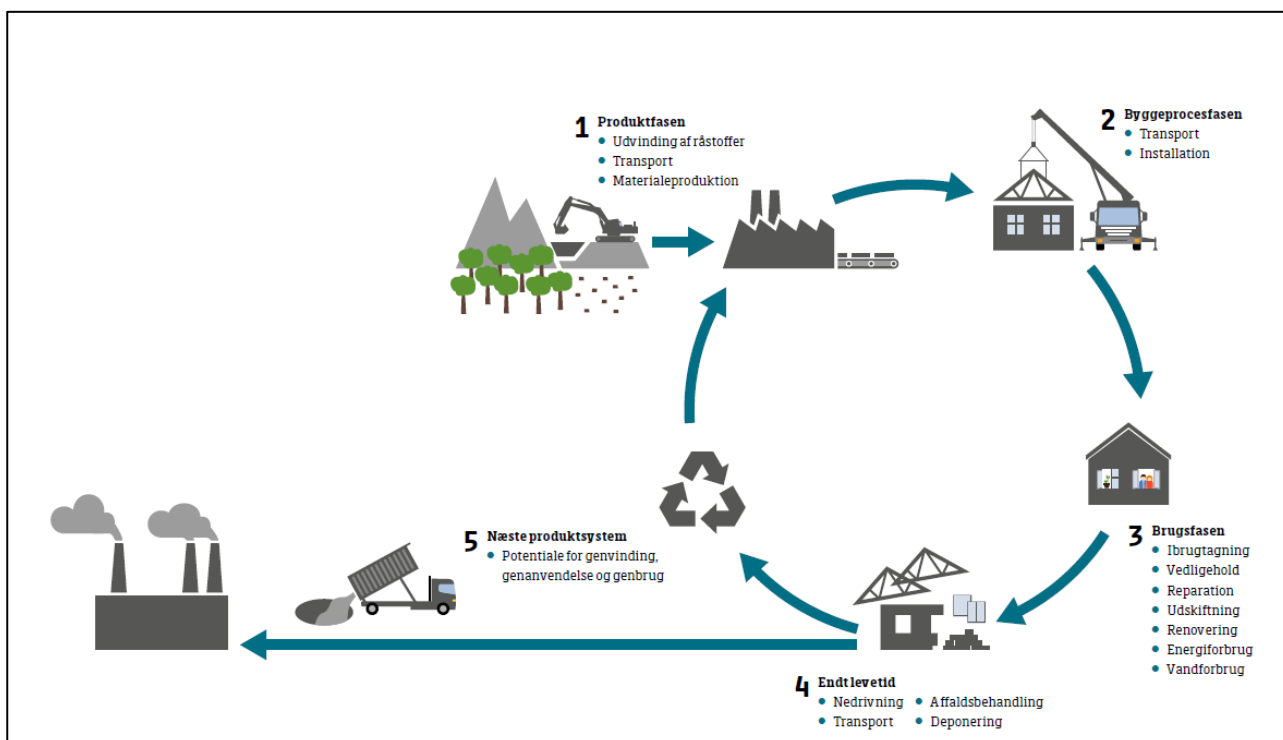 1 Produktfasen
• Udvinding af råstoffer
• Transport
• Materialeproduktion
2 Byggeprocesfasen
• Transport
• Installation
3 Brugsfasen
• Ibrugtagning
• Vedligehold
• Reparation
• Udskiftning
• Renovering
• Energiforbrug
• Vandforbrug
4 Endt levetid
• Nedrivning • Affaldsbehandling
• Transport • Deponering
5 Næste produktsystem
• Potentiale for genvinding,
genanvendelse og genbrug